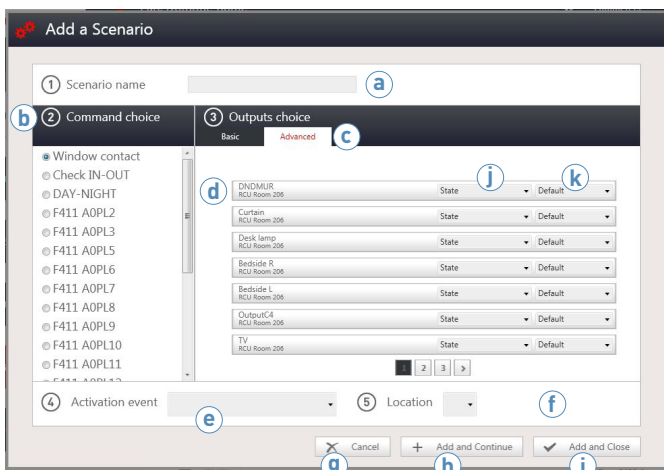 Add a Scenario
1 Scenario name a
b 2 Command choice
3 Outputs choice
Basic Advanced c
Window contact
Check IN-OUT
DAY-NIGHT
F411 A0PL2
F411 A0PL3
F411 A0PL5
F411 A0PL6
F411 A0PL7
F411 A0PL8
F411 A0PL9
F411 A0PL10
F411 A0PL11
j k
d DNDMUR State Default
RCU Room 206
Curtain State Default
RCU Room 206
Desk lamp State Default
RCU Room 206
Bedside R State Default
RCU Room 206
Bedside L State Default
RCU Room 206
OutputC4 State Default
RCU Room 206
TV State Default
RCU Room 206
1 2 3 >
4 Activation event e 5 Location f
Cancel + Add and Continue Add and Close
g h i